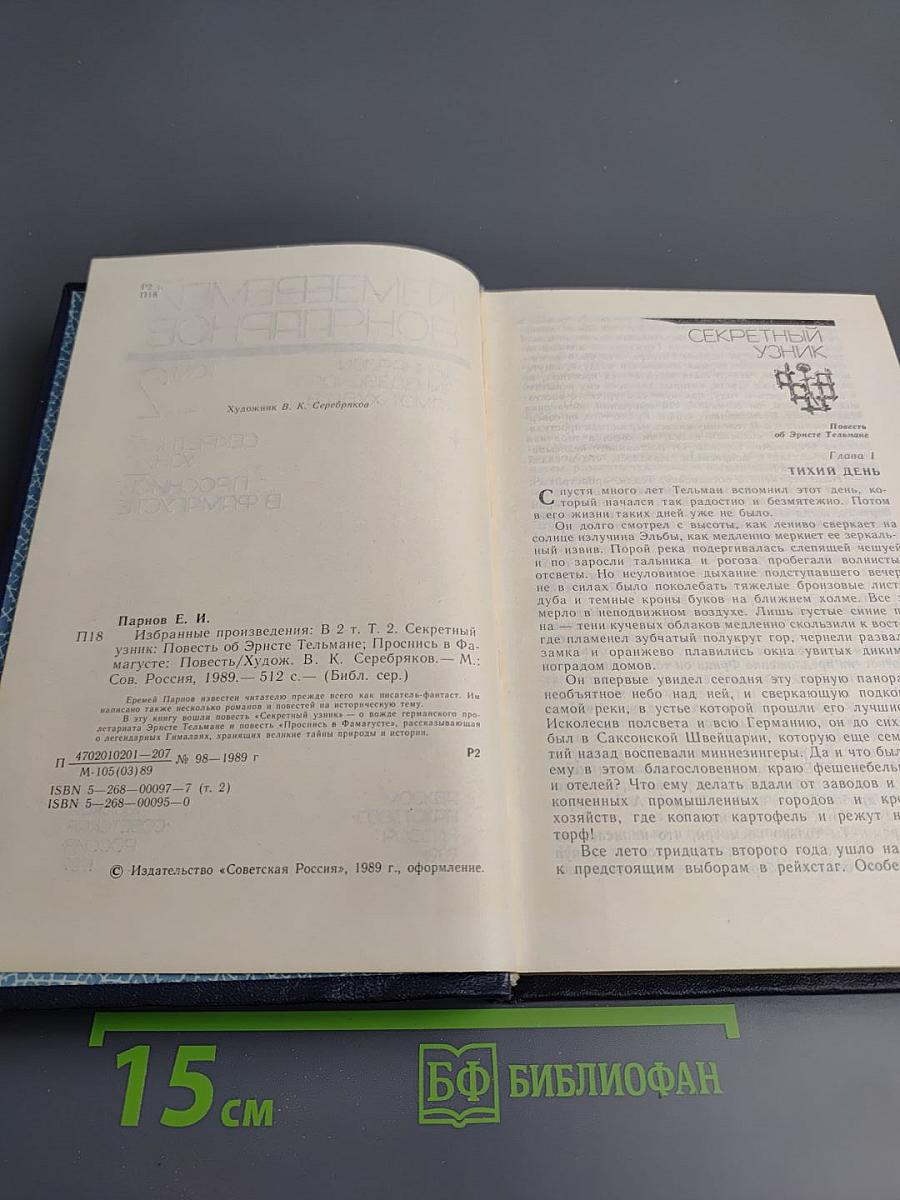 Р2
П18
Художник В. К. Серебряков
Парнов Е. И.
П18 Избранные произведения: В 2 т. Т. 2. Секретный
узник: Повесть об Эрнсте Тельмане; Проснись в Фа-
магусте: Повесть/Худож. В. К. Серебряков.— М.:
Сов. Россия, 1989.— 512 с.— (Библ. сер.)
Еремей Парнов известен читателю прежде всего как писатель-фантаст. Им
написано также несколько романов и повестей на историческую тему.
В эту книгу вошли повесть «Секретный узник» — о вожде германского про-
летариата Эрнсте Тельмане и повесть «Проснись в Фамагусте», рассказывающая
о легендарных Гималаях, хранящих великие тайны природы и истории.
П 4702010201—207 № 98—1989 г Р2
М-105(03)89
ISBN 5—268—00097—7 (т. 2)
ISBN 5—268—00095—0
© Издательство «Советская Россия», 1989 г., оформление.
СЕКРЕТНЫЙ
УЗНИК
Повесть
об Эрнсте Тельмане
Глава 1
ТИХИЙ ДЕНЬ
Спустя много лет Тельман вспомнил этот день, ко-
торый начался так радостно и безмятежно. Потом
в его жизни таких дней уже не было.
Он долго смотрел с высоты, как лениво сверкает на
солнце излучина Эльбы, как медленно меркнет ее зеркаль-
ный извив. Порой река подергивалась слепящей чешуей
и по заросли тальника и рогоза пробегали волнисты
отсветы. Но неуловимое дыхание подступавшего вечер
не в силах было поколебать тяжелые бронзовые лист
дуба и темные кроны буков на ближнем холме. Все з
мерло в неподвижном воздухе. Лишь густые синие п
на — тени кучевых облаков медленно скользили к вост
где пламенел зубчатый полукруг гор, чернели развал
замка и оранжево плавились окна увитых диким
ноградом домов.
Он впервые увидел сегодня эту горную панора
необъятное небо над ней, и сверкающую подков
самой реки, в устье которой прошли его лучшие
Исколесив полсвета и всю Германию, он до сих
был в Саксонской Швейцарии, которую еще сем
тий назад воспевали миннезингеры. Да и что был
ему в этом благословенном краю фешенебель
и отелей? Что ему делать вдали от заводов и
копченных промышленных городов и кре
хозяйств, где копают картофель и режут н
торф!
Все лето тридцать второго года ушло на
к предстоящим выборам в рейхстаг. Особе
15 см
БФ БИБЛИОФАН